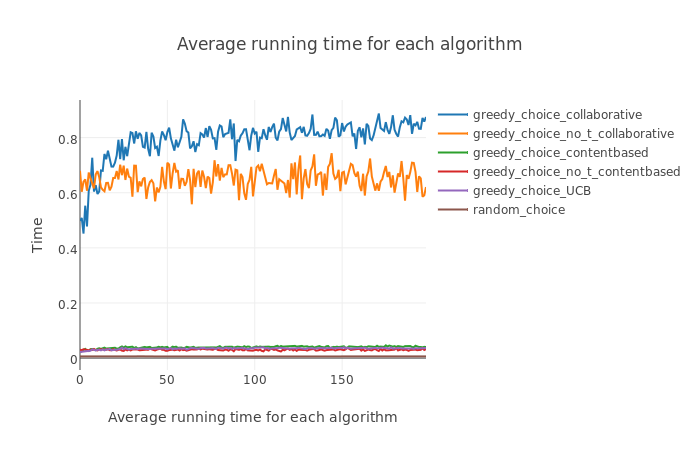 Average running time for each algorithm
greedy_choice_collaborative
greedy_choice_no_t_collaborative
greedy_choice_contentbased
greedy_choice_no_t_contentbased
greedy_choice_UCB
random_choice
Time
0.8
0.6
0.4
0.2
0
0 50 100 150
Average running time for each algorithm